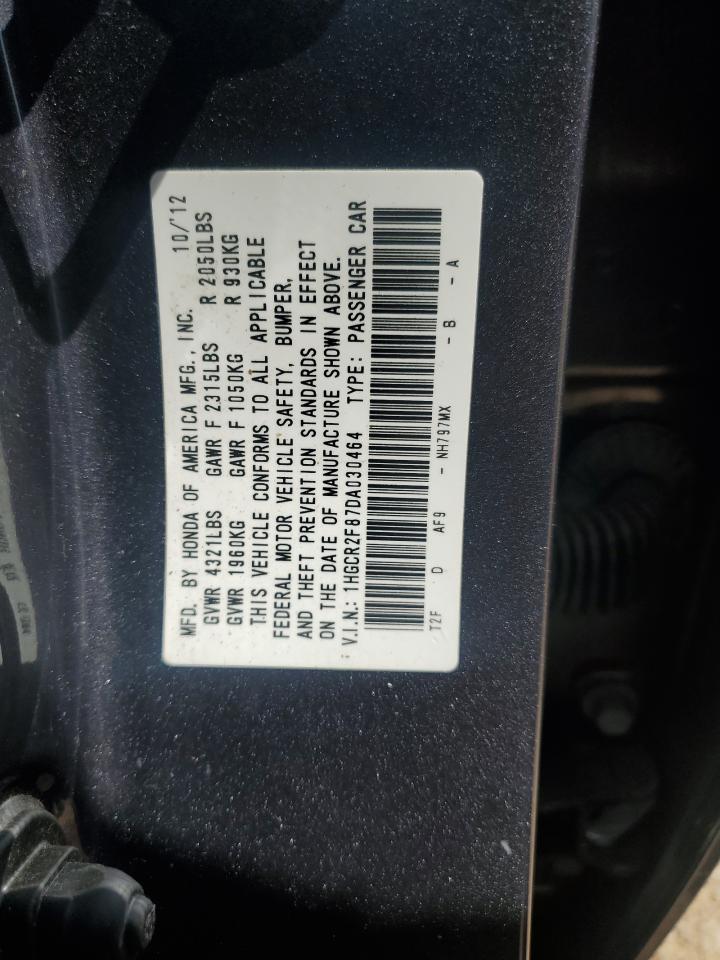 MFD. BY HONDA OF AMERICA MFG., INC. 10/'12
GVWR 4321LBS GAWR F 2315LBS R 2050LBS
GVWR 1960KG GAWR F 1050KG R 930KG
THIS VEHICLE CONFORMS TO ALL APPLICABLE
FEDERAL MOTOR VEHICLE SAFETY, BUMPER,
AND THEFT PREVENTION STANDARDS IN EFFECT
ON THE DATE OF MANUFACTURE SHOWN ABOVE.
V.I.N.: 1HGCR2F87DA030464 TYPE: PASSENGER CAR
T2F D AF9 - NH797MX - B - A